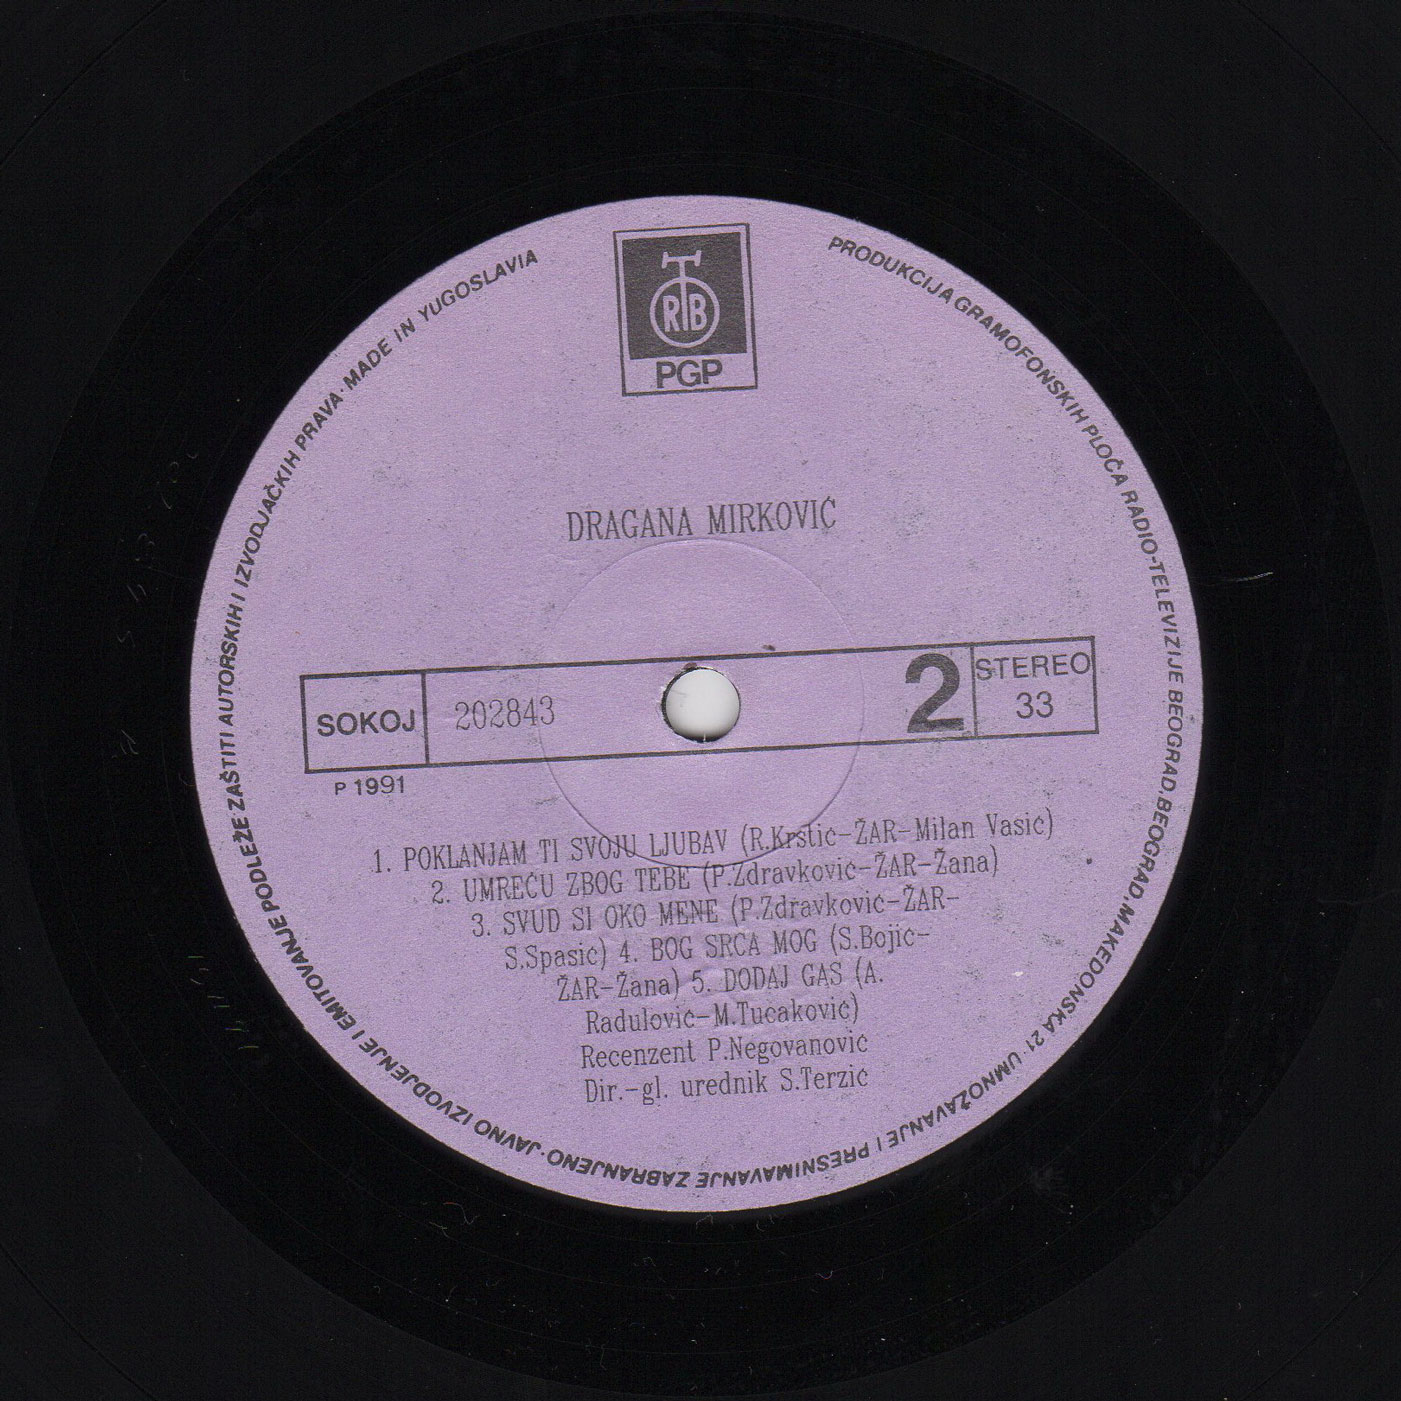 RTB
PGP
DRAGANA MIRKOVIĆ
SOKOJ
202843
2
STEREO
33
P 1991
1. POKLANJAM TI SVOJU LJUBAV (R.Krstić-ŽAR-Milan Vasić)
2. UMREĆU ZBOG TEBE (P.Zdravković-ŽAR-Žana)
3. SVUD SI OKO MENE (P.Zdravković-ŽAR-
S.Spasić) 4. BOG SRCA MOG (S.Bojić-
ŽAR-Žana) 5. DODAJ GAS (A.
Radulović-M.Tucaković)
Recenzent P.Negovanović
Dir.-gl. urednik S.Terzić
PRODUKCIJA GRAMOFONSKIH PLOČA RADIO-TELEVIZIJE BEOGRAD, BEOGRAD, MAKEDONSKA 21 · UMNOŽAVANJE I PRESNIMAVANJE ZABRANJENO · JAVNO IZVODJENJE I EMITOVANJE PODLEŽE ZAŠTITI AUTORSKIH I IZVODJAČKIH PRAVA · MADE IN YUGOSLAVIA